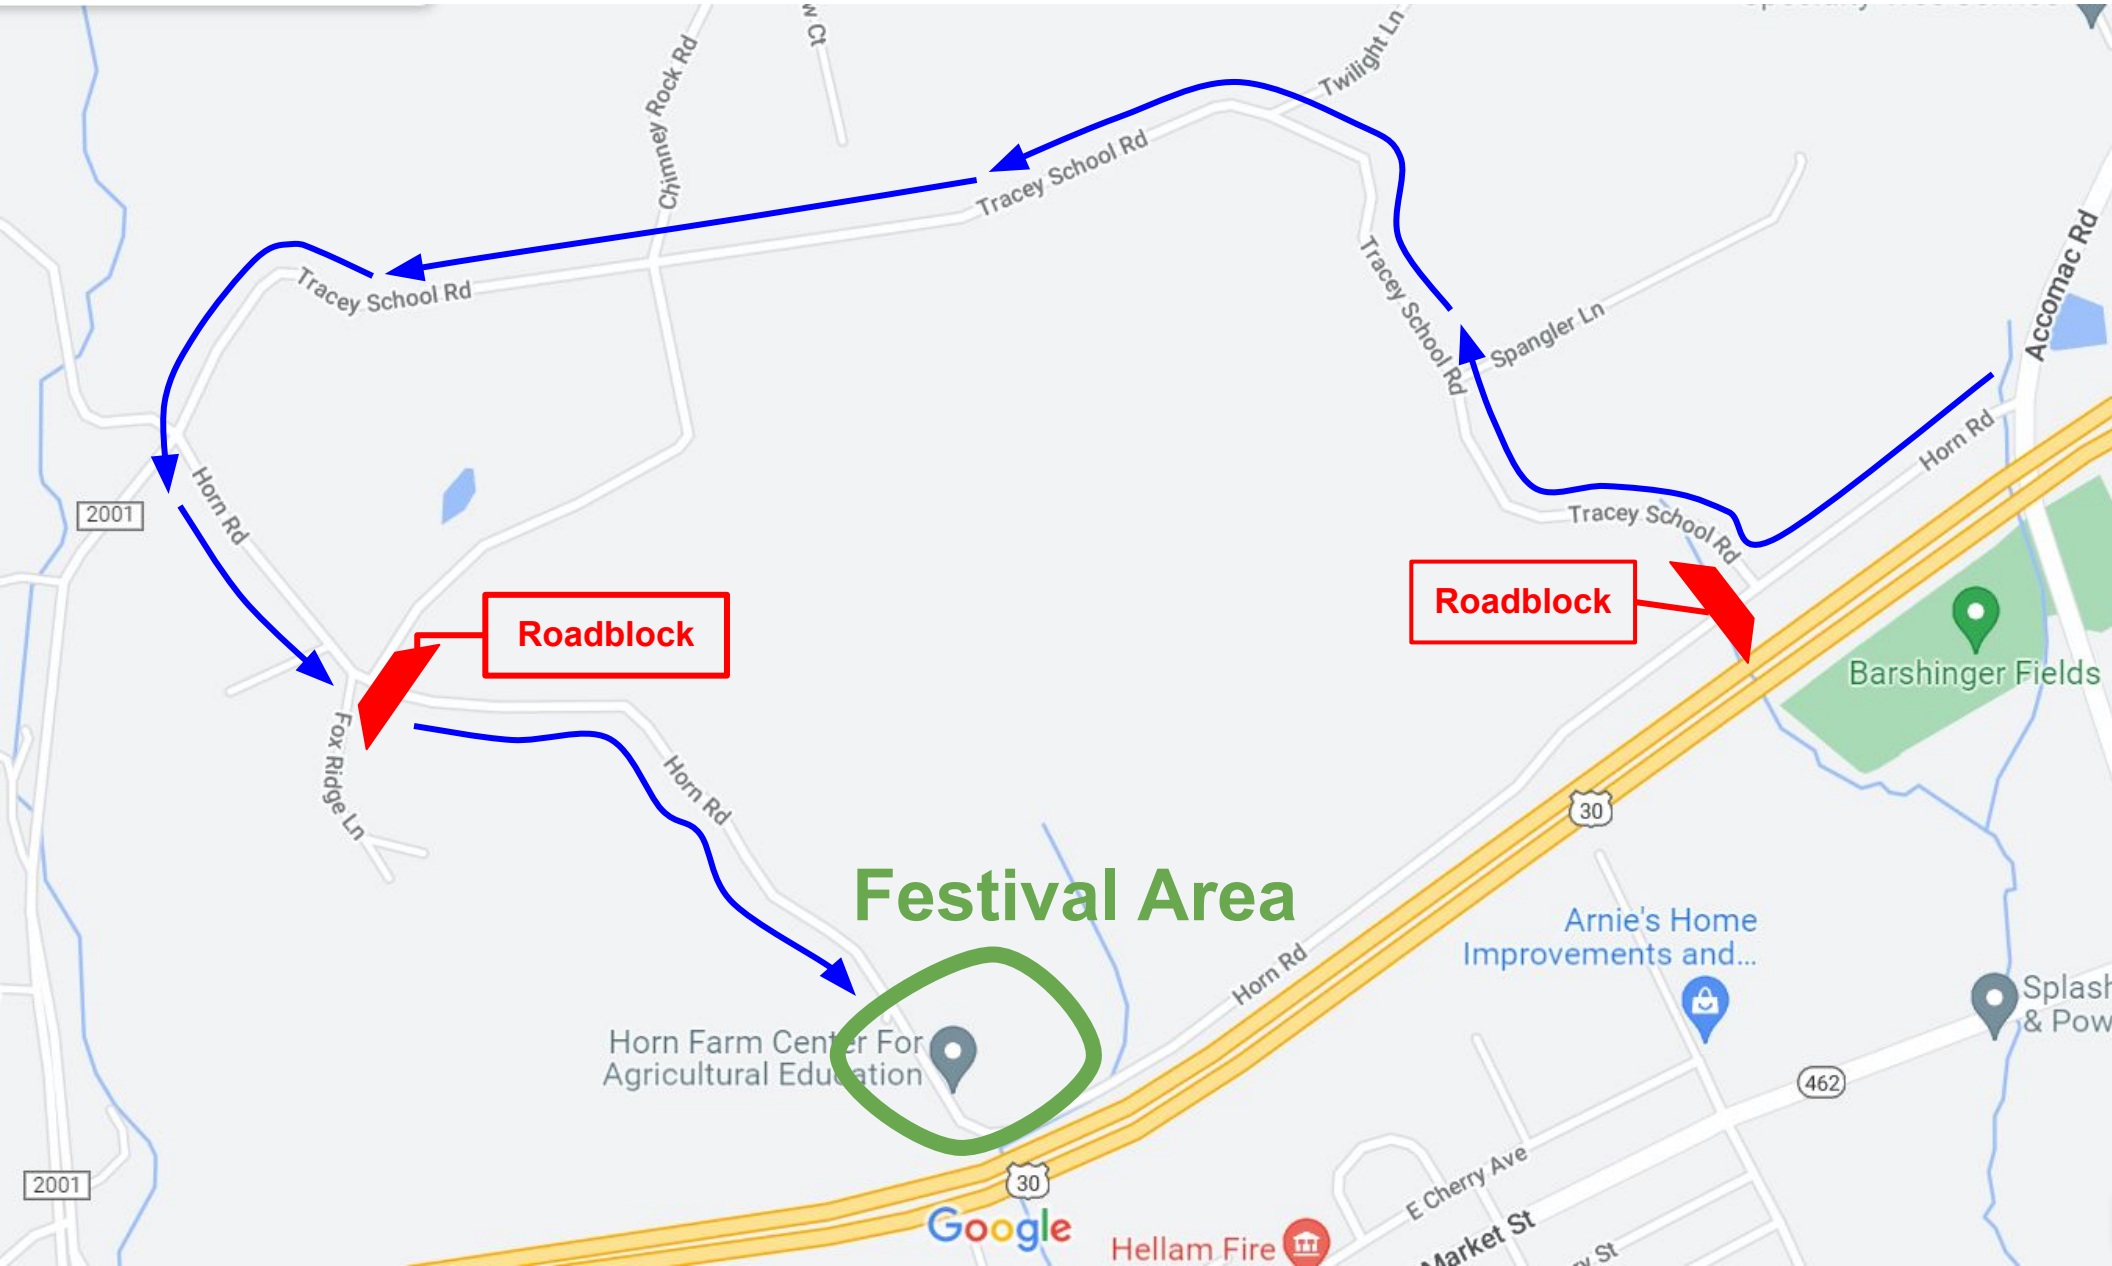 w Ct
Chimney Rock Rd
Twilight Ln
Tracey School Rd
Tracey School Rd
Tracey School Rd
Spangler Ln
Accomac Rd
Horn Rd
2001
Horn Rd
Tracey School Rd
Roadblock
Roadblock
Barshinger Fields
Fox Ridge Ln
Horn Rd
30
Festival Area
Arnie's Home
Improvements and...
Horn Rd
Splash
& Pow
Horn Farm Center For
Agricultural Education
462
2001
30
E Cherry Ave
Google
Hellam Fire
Market St
ry St